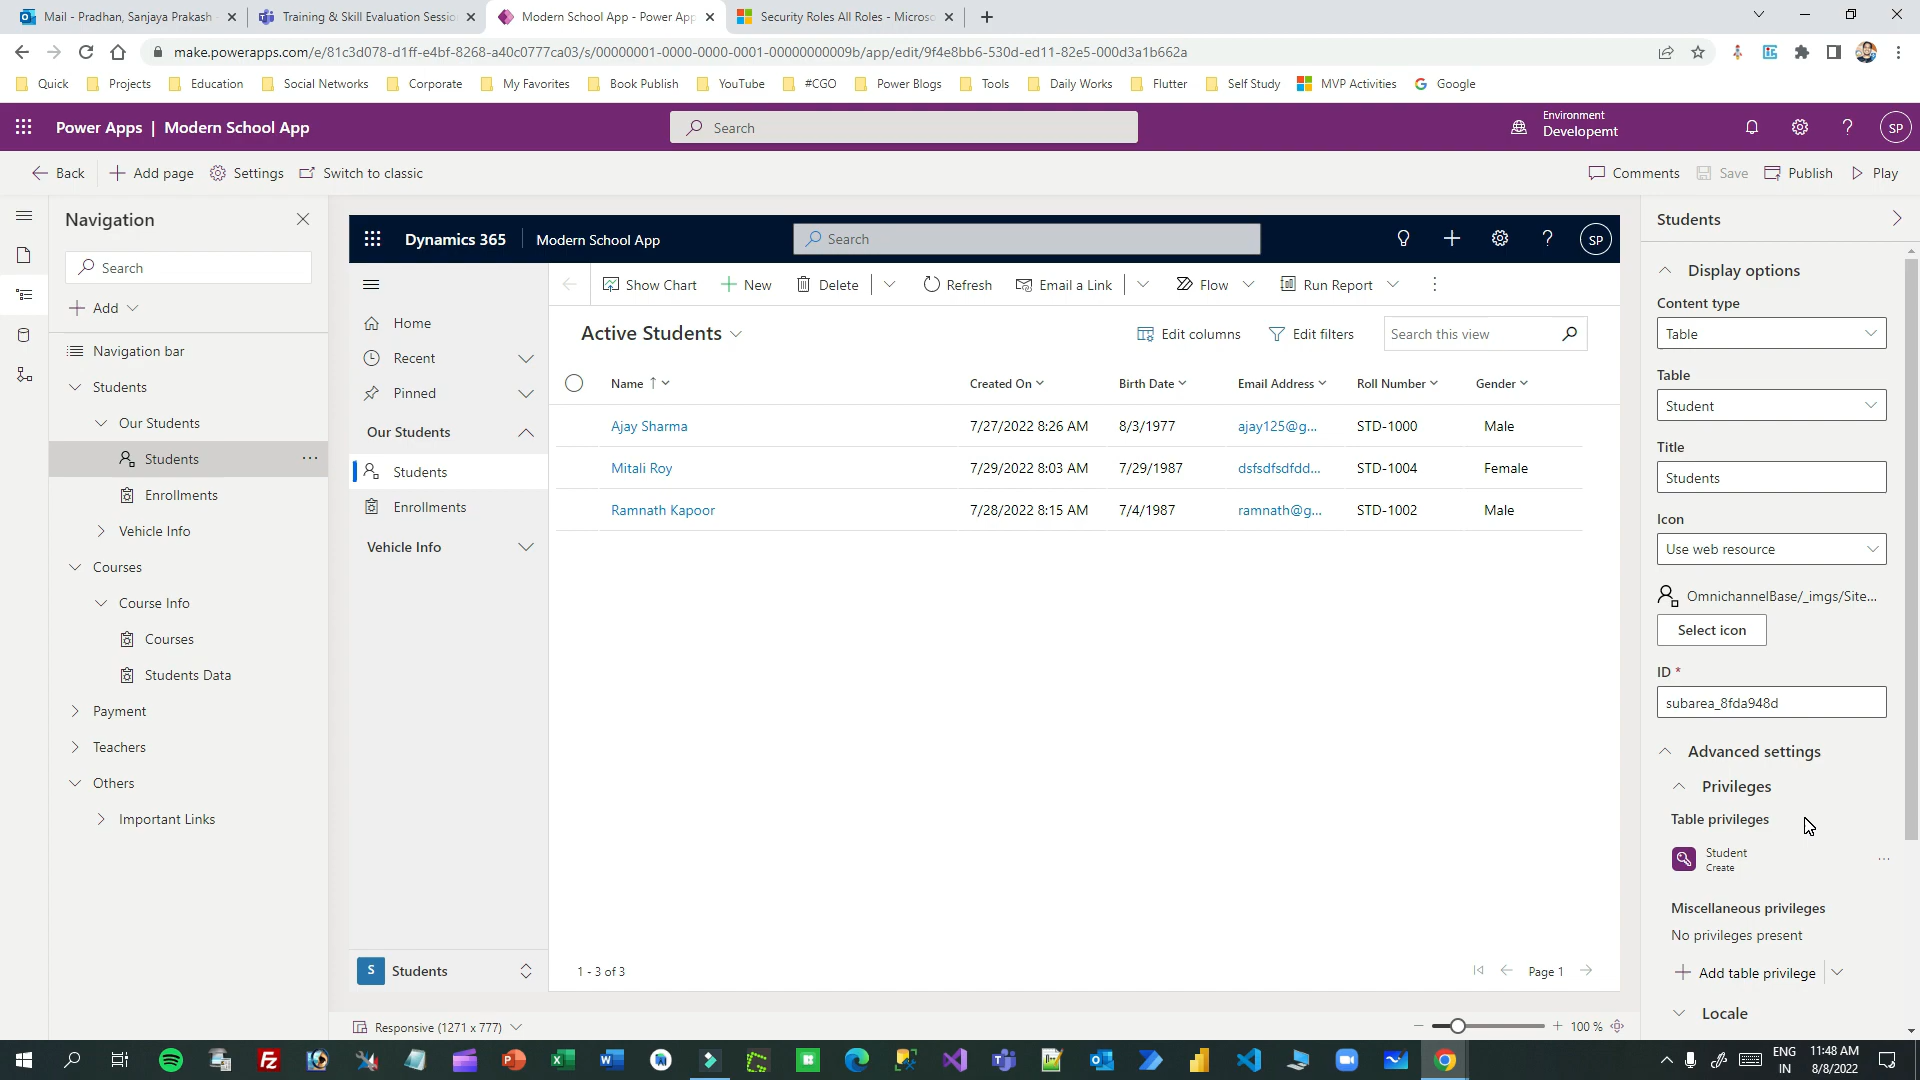 Mail - Pradhan, Sanjaya Prakash
Training & Skill Evaluation Sessio
Modern School App - Power App
Security Roles All Roles - Microso
make.powerapps.com/e/81c3d078-d1ff-e4bf-8268-a40c0777ca03/s/00000001-0000-0000-0001-00000000009b/app/edit/9f4e8bb6-530d-ed11-82e5-000d3a1b662a
Quick
Projects
Education
Social Networks
Corporate
My Favorites
Book Publish
YouTube
#CGO
Power Blogs
Tools
Daily Works
Flutter
Self Study
MVP Activities
Google
Power Apps | Modern School App
Search
Environment
Developemt
SP
Back
Add page
Settings
Switch to classic
Comments
Save
Publish
Play
Navigation
Search
Add
Navigation bar
Students
Our Students
Students
Enrollments
Vehicle Info
Courses
Course Info
Courses
Students Data
Payment
Teachers
Others
Important Links
Dynamics 365
Modern School App
Search
SP
Home
Recent
Pinned
Our Students
Students
Enrollments
Vehicle Info
S
Students
Show Chart
New
Delete
Refresh
Email a Link
Flow
Run Report
Active Students
Edit columns
Edit filters
Search this view
Name
Created On
Birth Date
Email Address
Roll Number
Gender
Ajay Sharma 7/27/2022 8:26 AM 8/3/1977 ajay125@g... STD-1000 Male
Mitali Roy 7/29/2022 8:03 AM 7/29/1987 dsfsdfsdfdd... STD-1004 Female
Ramnath Kapoor 7/28/2022 8:15 AM 7/4/1987 ramnath@g... STD-1002 Male
1 - 3 of 3
Page 1
Responsive (1271 x 777)
100 %
Students
Display options
Content type
Table
Table
Student
Title
Students
Icon
Use web resource
OmnichannelBase/_imgs/Site...
Select icon
ID *
subarea_8fda948d
Advanced settings
Privileges
Table privileges
Student
Create
Miscellaneous privileges
No privileges present
Add table privilege
Locale
ENG
IN
11:48 AM
8/8/2022